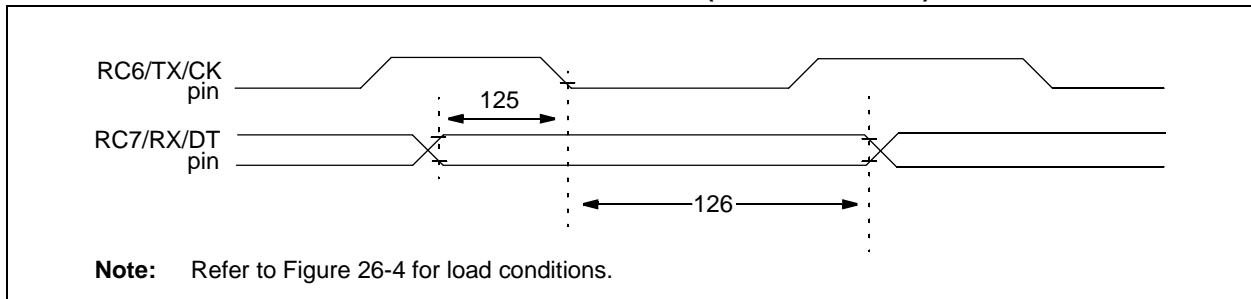 RC6/TX/CK
pin
125
RC7/RX/DT
pin
126
Note: Refer to Figure 26-4 for load conditions.